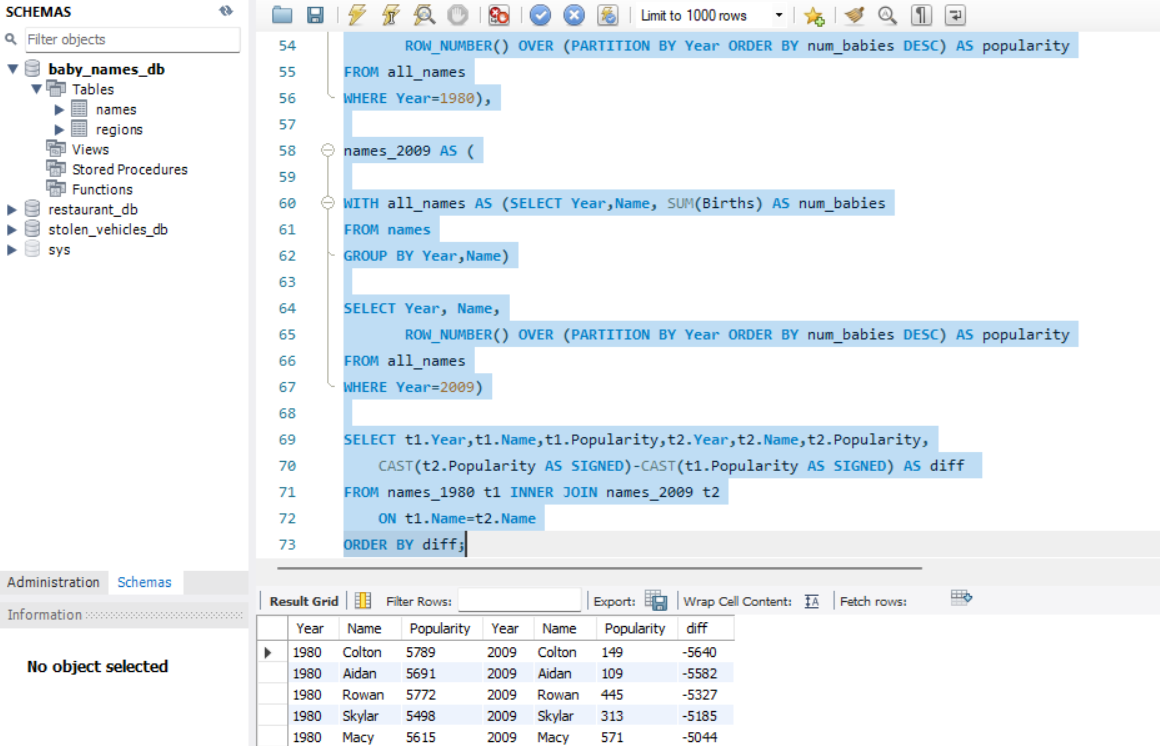 SCHEMAS
Filter objects
baby_names_db
Tables
names
regions
Views
Stored Procedures
Functions
restaurant_db
stolen_vehicles_db
sys
Administration Schemas
Information
No object selected
Limit to 1000 rows
54 ROW_NUMBER() OVER (PARTITION BY Year ORDER BY num_babies DESC) AS popularity
55 FROM all_names
56 WHERE Year=1980),
57
58 names_2009 AS (
59
60 WITH all_names AS (SELECT Year,Name, SUM(Births) AS num_babies
61 FROM names
62 GROUP BY Year,Name)
63
64 SELECT Year, Name,
65 ROW_NUMBER() OVER (PARTITION BY Year ORDER BY num_babies DESC) AS popularity
66 FROM all_names
67 WHERE Year=2009)
68
69 SELECT t1.Year,t1.Name,t1.Popularity,t2.Year,t2.Name,t2.Popularity,
70 CAST(t2.Popularity AS SIGNED)-CAST(t1.Popularity AS SIGNED) AS diff
71 FROM names_1980 t1 INNER JOIN names_2009 t2
72 ON t1.Name=t2.Name
73 ORDER BY diff;
Result Grid Filter Rows: Export: Wrap Cell Content: Fetch rows:
Year Name Popularity Year Name Popularity diff
1980 Colton 5789 2009 Colton 149 -5640
1980 Aidan 5691 2009 Aidan 109 -5582
1980 Rowan 5772 2009 Rowan 445 -5327
1980 Skylar 5498 2009 Skylar 313 -5185
1980 Macy 5615 2009 Macy 571 -5044